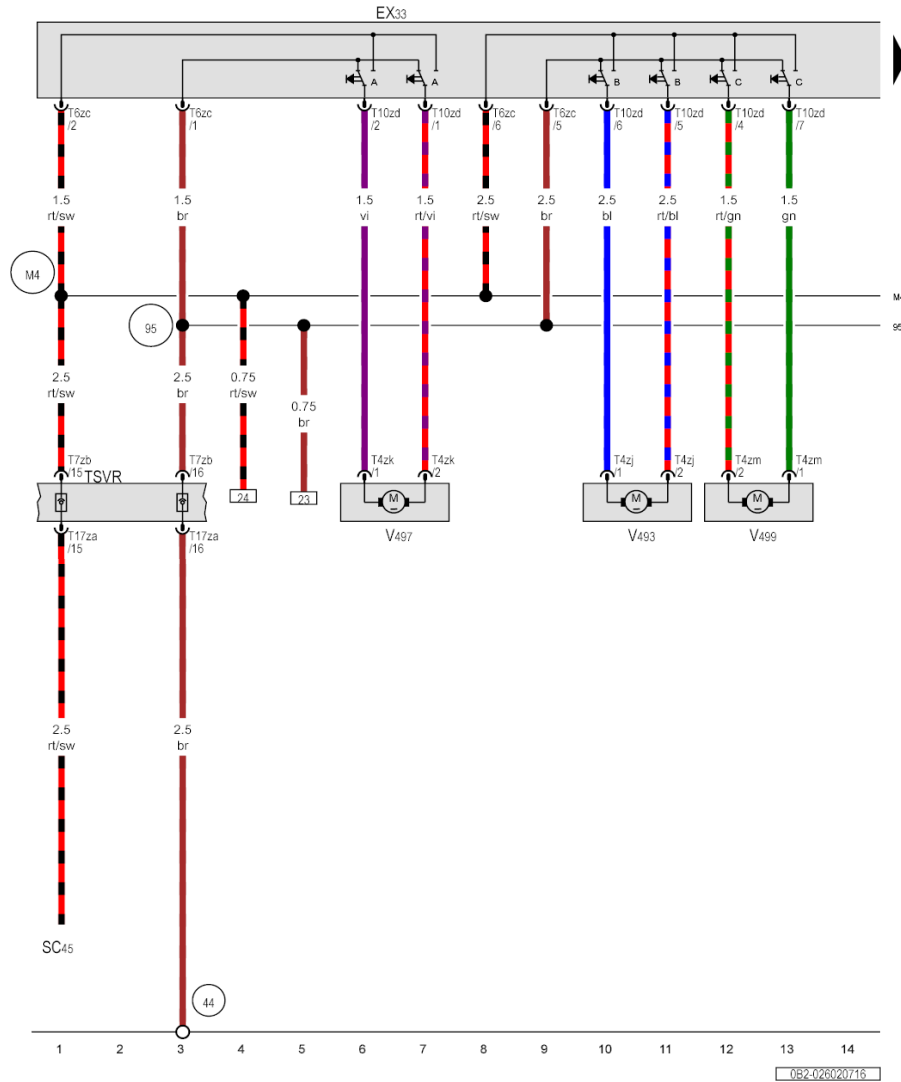 EX33
A A B B C C
T6zc T6zc T10zd T10zd T6zc T6zc T10zd T10zd T10zd T10zd
/2 /1 /2 /1 /6 /5 /6 /5 /4 /7
1.5 1.5 1.5 1.5 2.5 2.5 2.5 2.5 1.5 1.5
rt/sw br vi rt/vi rt/sw br bl rt/bl rt/gn gn
M4
M4
95
95
2.5 2.5 0.75
rt/sw br rt/sw
0.75
br
T7zb T7zb T4zk T4zk T4zj T4zj T4zm T4zm
/15 /16 /1 /2 /1 /2 /2 /1
TSVR
24 23
M M M
V497 V493 V499
T17za T17za
/15 /16
2.5 2.5
rt/sw br
SC45
44
1 2 3 4 5 6 7 8 9 10 11 12 13 14
0B2-026020716